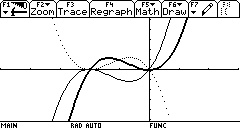 F1 F2 F3 F4 F5 F6 F7
Zoom Trace Regraph Math Draw
MAIN RAD AUTO FUNC